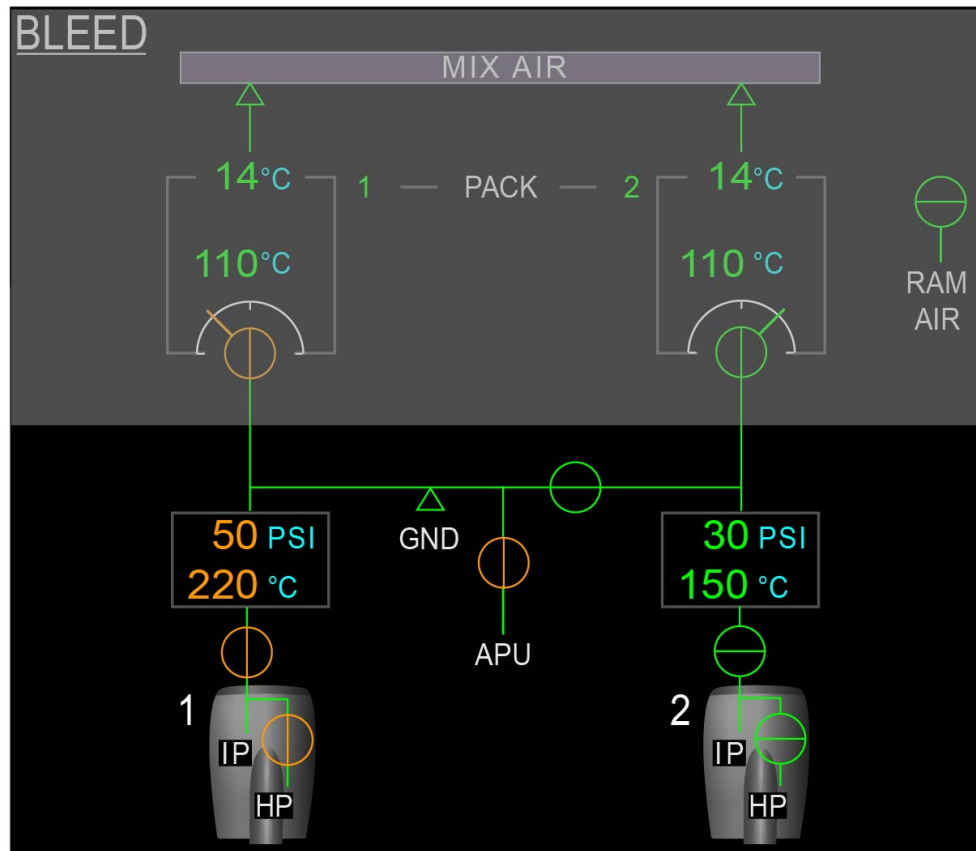 BLEED
MIX AIR
14°C 1 — PACK — 2 14°C
110°C 110°C
RAM
AIR
50 PSI GND 30 PSI
220 °C 150 °C
APU
1 2
IP IP
HP HP